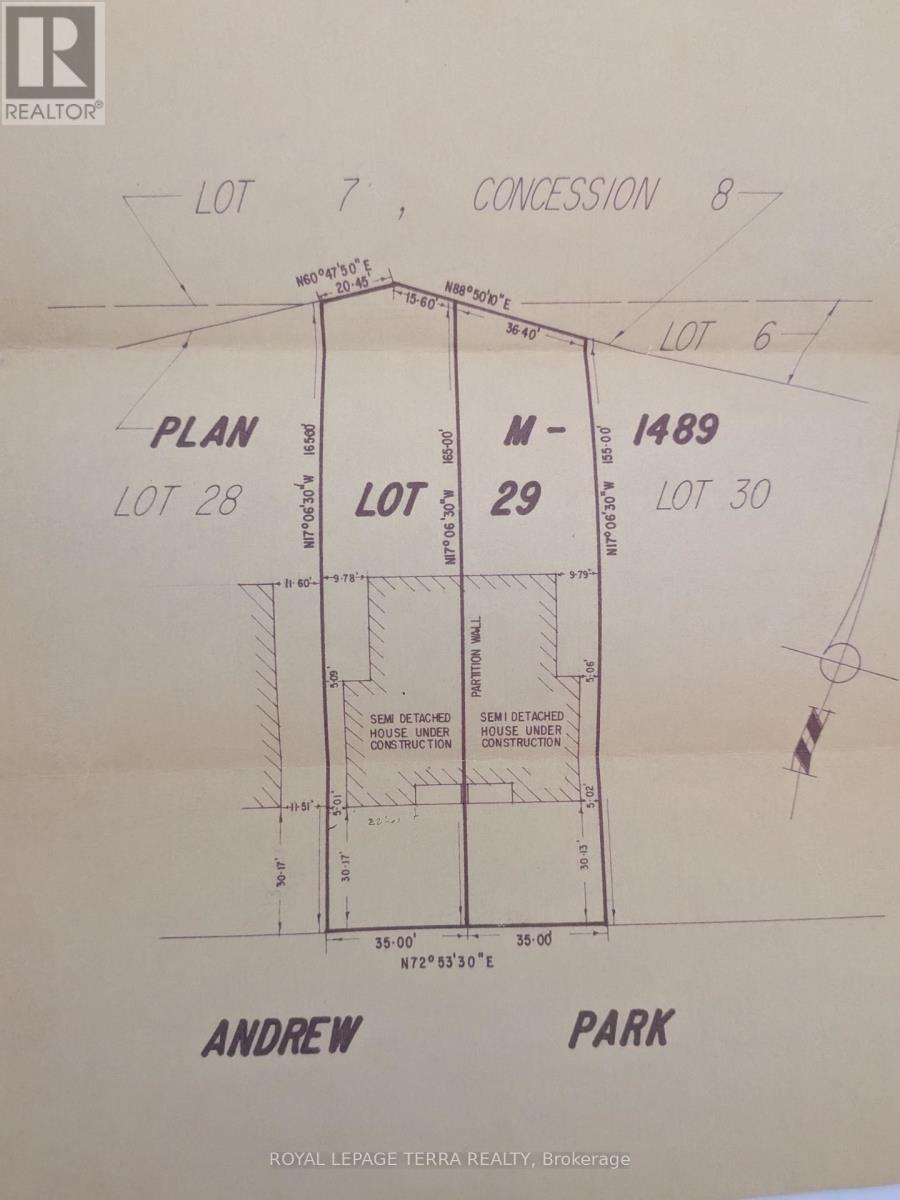 REALTOR®
LOT 7, CONCESSION 8
N60°47'50"E
20.45'
15.60'
N88°50'10"E
36.40'
LOT 6
PLAN M-1489
LOT 28
LOT 29
LOT 30
N17°06'30"W 165.00'
N17°06'30"W 165.00'
N17°06'30"W 155.00'
11.60'
9.78'
9.79'
PARTITION WALL
5.09'
5.06'
SEMI DETACHED
HOUSE UNDER
CONSTRUCTION
SEMI DETACHED
HOUSE UNDER
CONSTRUCTION
11.51'
5.01'
5.02'
30.17'
30.17'
30.13'
35.00'
35.00'
N72°53'30"E
ANDREW PARK
ROYAL LEPAGE TERRA REALTY, Brokerage